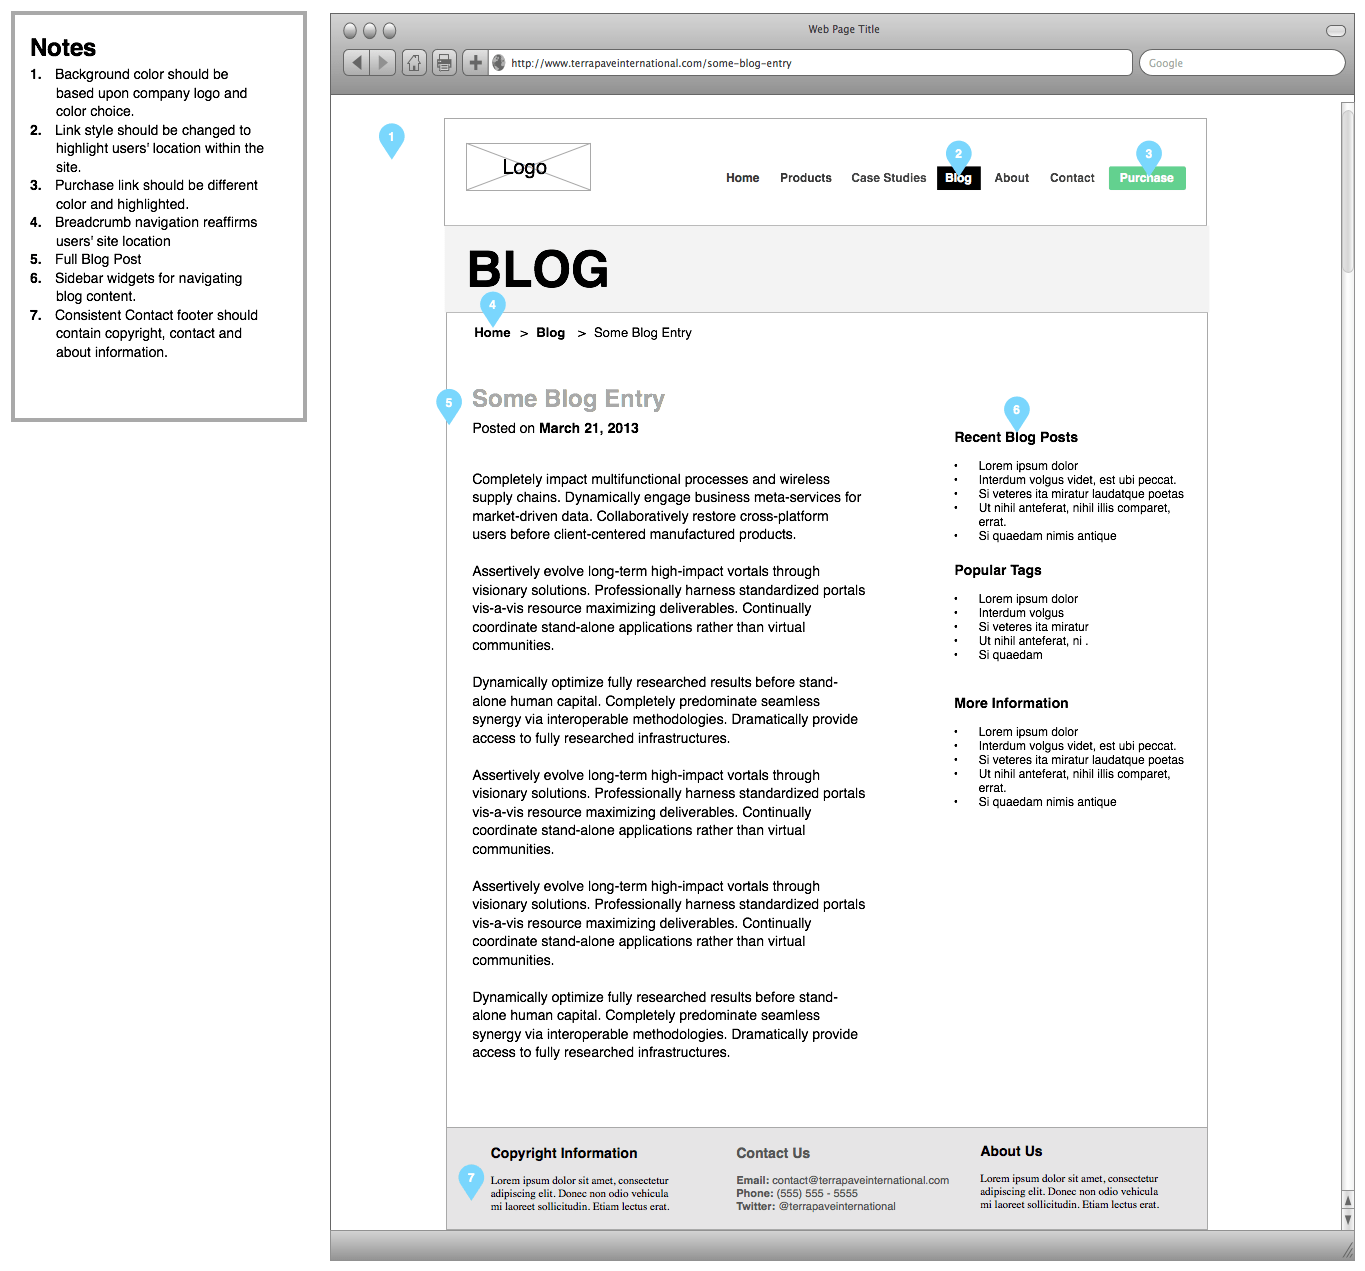 Notes
1. Background color should be
based upon company logo and
color choice.
2. Link style should be changed to
highlight users' location within the
site.
3. Purchase link should be different
color and highlighted.
4. Breadcrumb navigation reaffirms
users' site location
5. Full Blog Post
6. Sidebar widgets for navigating
blog content.
7. Consistent Contact footer should
contain copyright, contact and
about information.
Web Page Title
http://www.terrapaveinternational.com/some-blog-entry
Google
1
2
3
Logo
Home Products Case Studies Blog About Contact Purchase
BLOG
4
Home > Blog > Some Blog Entry
5
Some Blog Entry
Posted on March 21, 2013
Completely impact multifunctional processes and wireless
supply chains. Dynamically engage business meta-services for
market-driven data. Collaboratively restore cross-platform
users before client-centered manufactured products.
Assertively evolve long-term high-impact vortals through
visionary solutions. Professionally harness standardized portals
vis-a-vis resource maximizing deliverables. Continually
coordinate stand-alone applications rather than virtual
communities.
Dynamically optimize fully researched results before stand-
alone human capital. Completely predominate seamless
synergy via interoperable methodologies. Dramatically provide
access to fully researched infrastructures.
Assertively evolve long-term high-impact vortals through
visionary solutions. Professionally harness standardized portals
vis-a-vis resource maximizing deliverables. Continually
coordinate stand-alone applications rather than virtual
communities.
Assertively evolve long-term high-impact vortals through
visionary solutions. Professionally harness standardized portals
vis-a-vis resource maximizing deliverables. Continually
coordinate stand-alone applications rather than virtual
communities.
Dynamically optimize fully researched results before stand-
alone human capital. Completely predominate seamless
synergy via interoperable methodologies. Dramatically provide
access to fully researched infrastructures.
6
Recent Blog Posts
• Lorem ipsum dolor
• Interdum volgus videt, est ubi peccat.
• Si veteres ita miratur laudatque poetas
• Ut nihil anteferat, nihil illis comparet,
errat.
• Si quaedam nimis antique
Popular Tags
• Lorem ipsum dolor
• Interdum volgus
• Si veteres ita miratur
• Ut nihil anteferat, ni .
• Si quaedam
More Information
• Lorem ipsum dolor
• Interdum volgus videt, est ubi peccat.
• Si veteres ita miratur laudatque poetas
• Ut nihil anteferat, nihil illis comparet,
errat.
• Si quaedam nimis antique
7
Copyright Information
Lorem ipsum dolor sit amet, consectetur
adipiscing elit. Donec non odio vehicula
mi laoreet sollicitudin. Etiam lectus erat.
Contact Us
Email: contact@terrapaveinternational.com
Phone: (555) 555 - 5555
Twitter: @terrapaveinternational
About Us
Lorem ipsum dolor sit amet, consectetur
adipiscing elit. Donec non odio vehicula
mi laoreet sollicitudin. Etiam lectus erat.